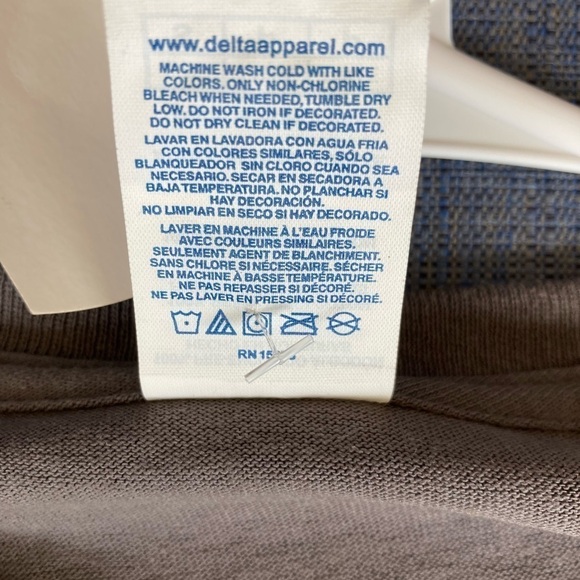 www.deltaapparel.com
MACHINE WASH COLD WITH LIKE
COLORS. ONLY NON-CHLORINE
BLEACH WHEN NEEDED, TUMBLE DRY
LOW. DO NOT IRON IF DECORATED.
DO NOT DRY CLEAN IF DECORATED.
LAVAR EN LAVADORA CON AGUA FRIA
CON COLORES SIMILARES, SÓLO
BLANQUEADOR SIN CLORO CUANDO SEA
NECESARIO. SECAR EN SECADORA A
BAJA TEMPERATURA. NO PLANCHAR SI
HAY DECORACIÓN.
NO LIMPIAR EN SECO SI HAY DECORADO.
LAVER EN MACHINE À L'EAU FROIDE
AVEC COULEURS SIMILAIRES.
SEULEMENT AGENT DE BLANCHIMENT.
SANS CHLORE SI NÉCESSAIRE. SÉCHER
EN MACHINE À BASSE TEMPÉRATURE.
NE PAS REPASSER SI DÉCORÉ.
NE PAS LAVER EN PRESSING SI DÉCORÉ.
RN